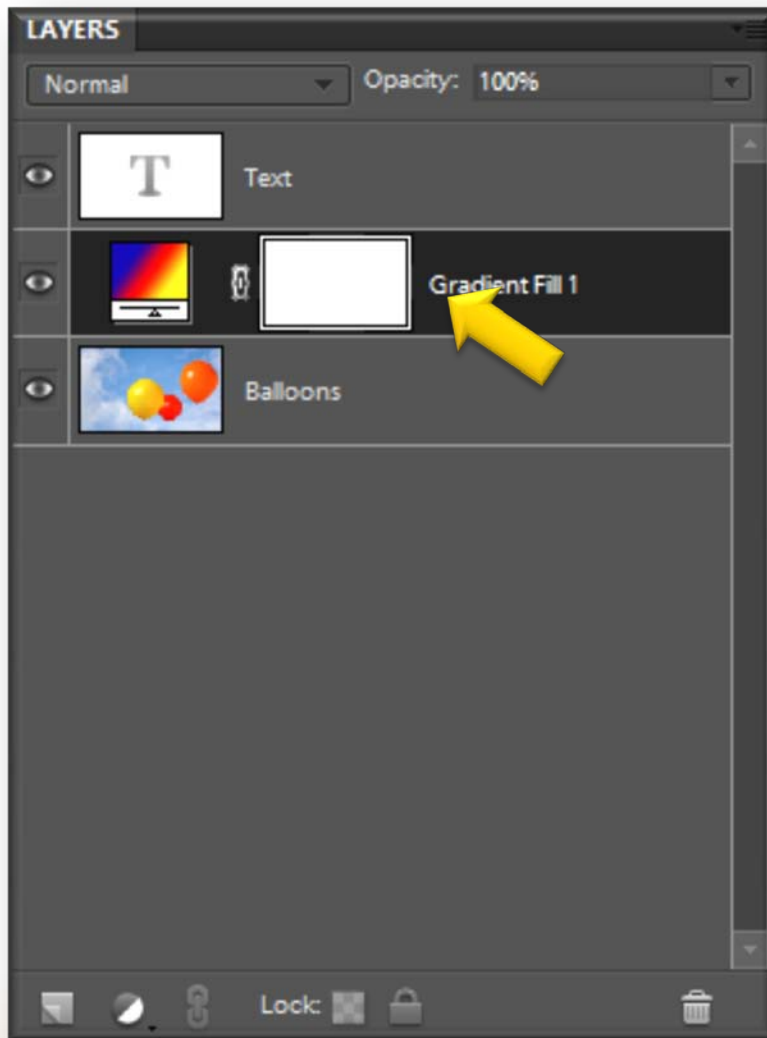 LAYERS
Normal Opacity: 100%
T Text
Gradient Fill 1
Balloons
Lock: